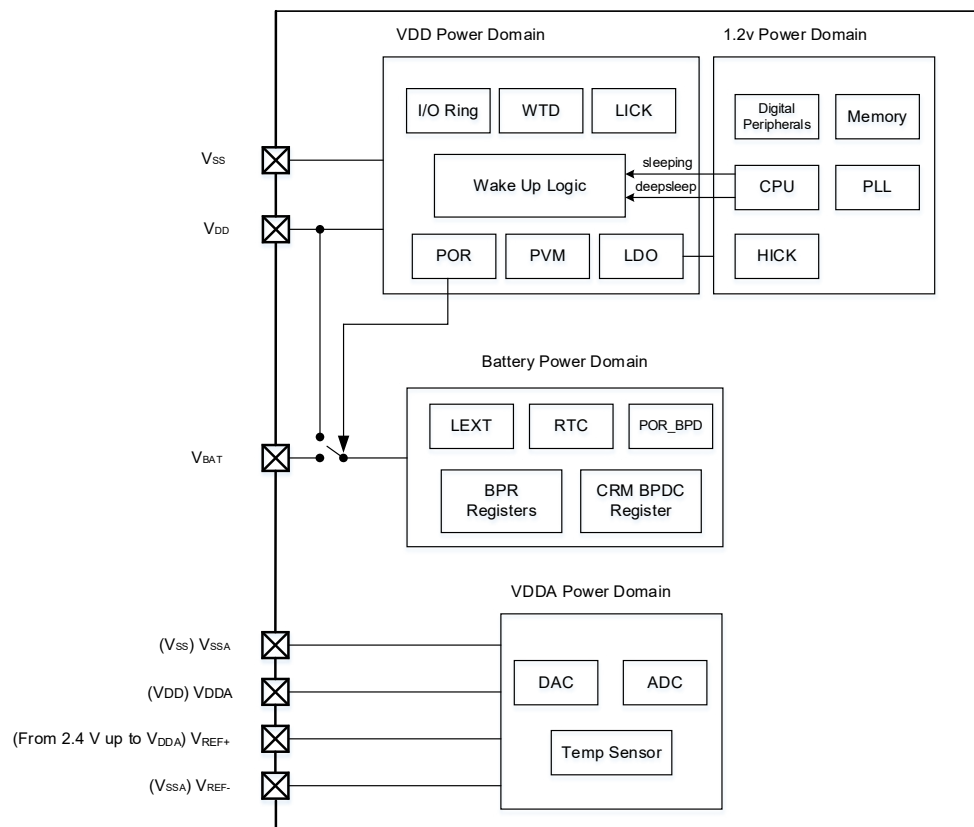 VDD Power Domain
1.2v Power Domain
I/O Ring
WTD
LICK
Digital
Peripherals
Memory
VSS
sleeping
Wake Up Logic
deepsleep
CPU
PLL
VDD
POR
PVM
LDO
HICK
Battery Power Domain
LEXT
RTC
POR_BPD
VBAT
BPR
Registers
CRM BPDC
Register
VDDA Power Domain
(VSS) VSSA
DAC
ADC
(VDD) VDDA
(From 2.4 V up to VDDA) VREF+
Temp Sensor
(VSSA) VREF-